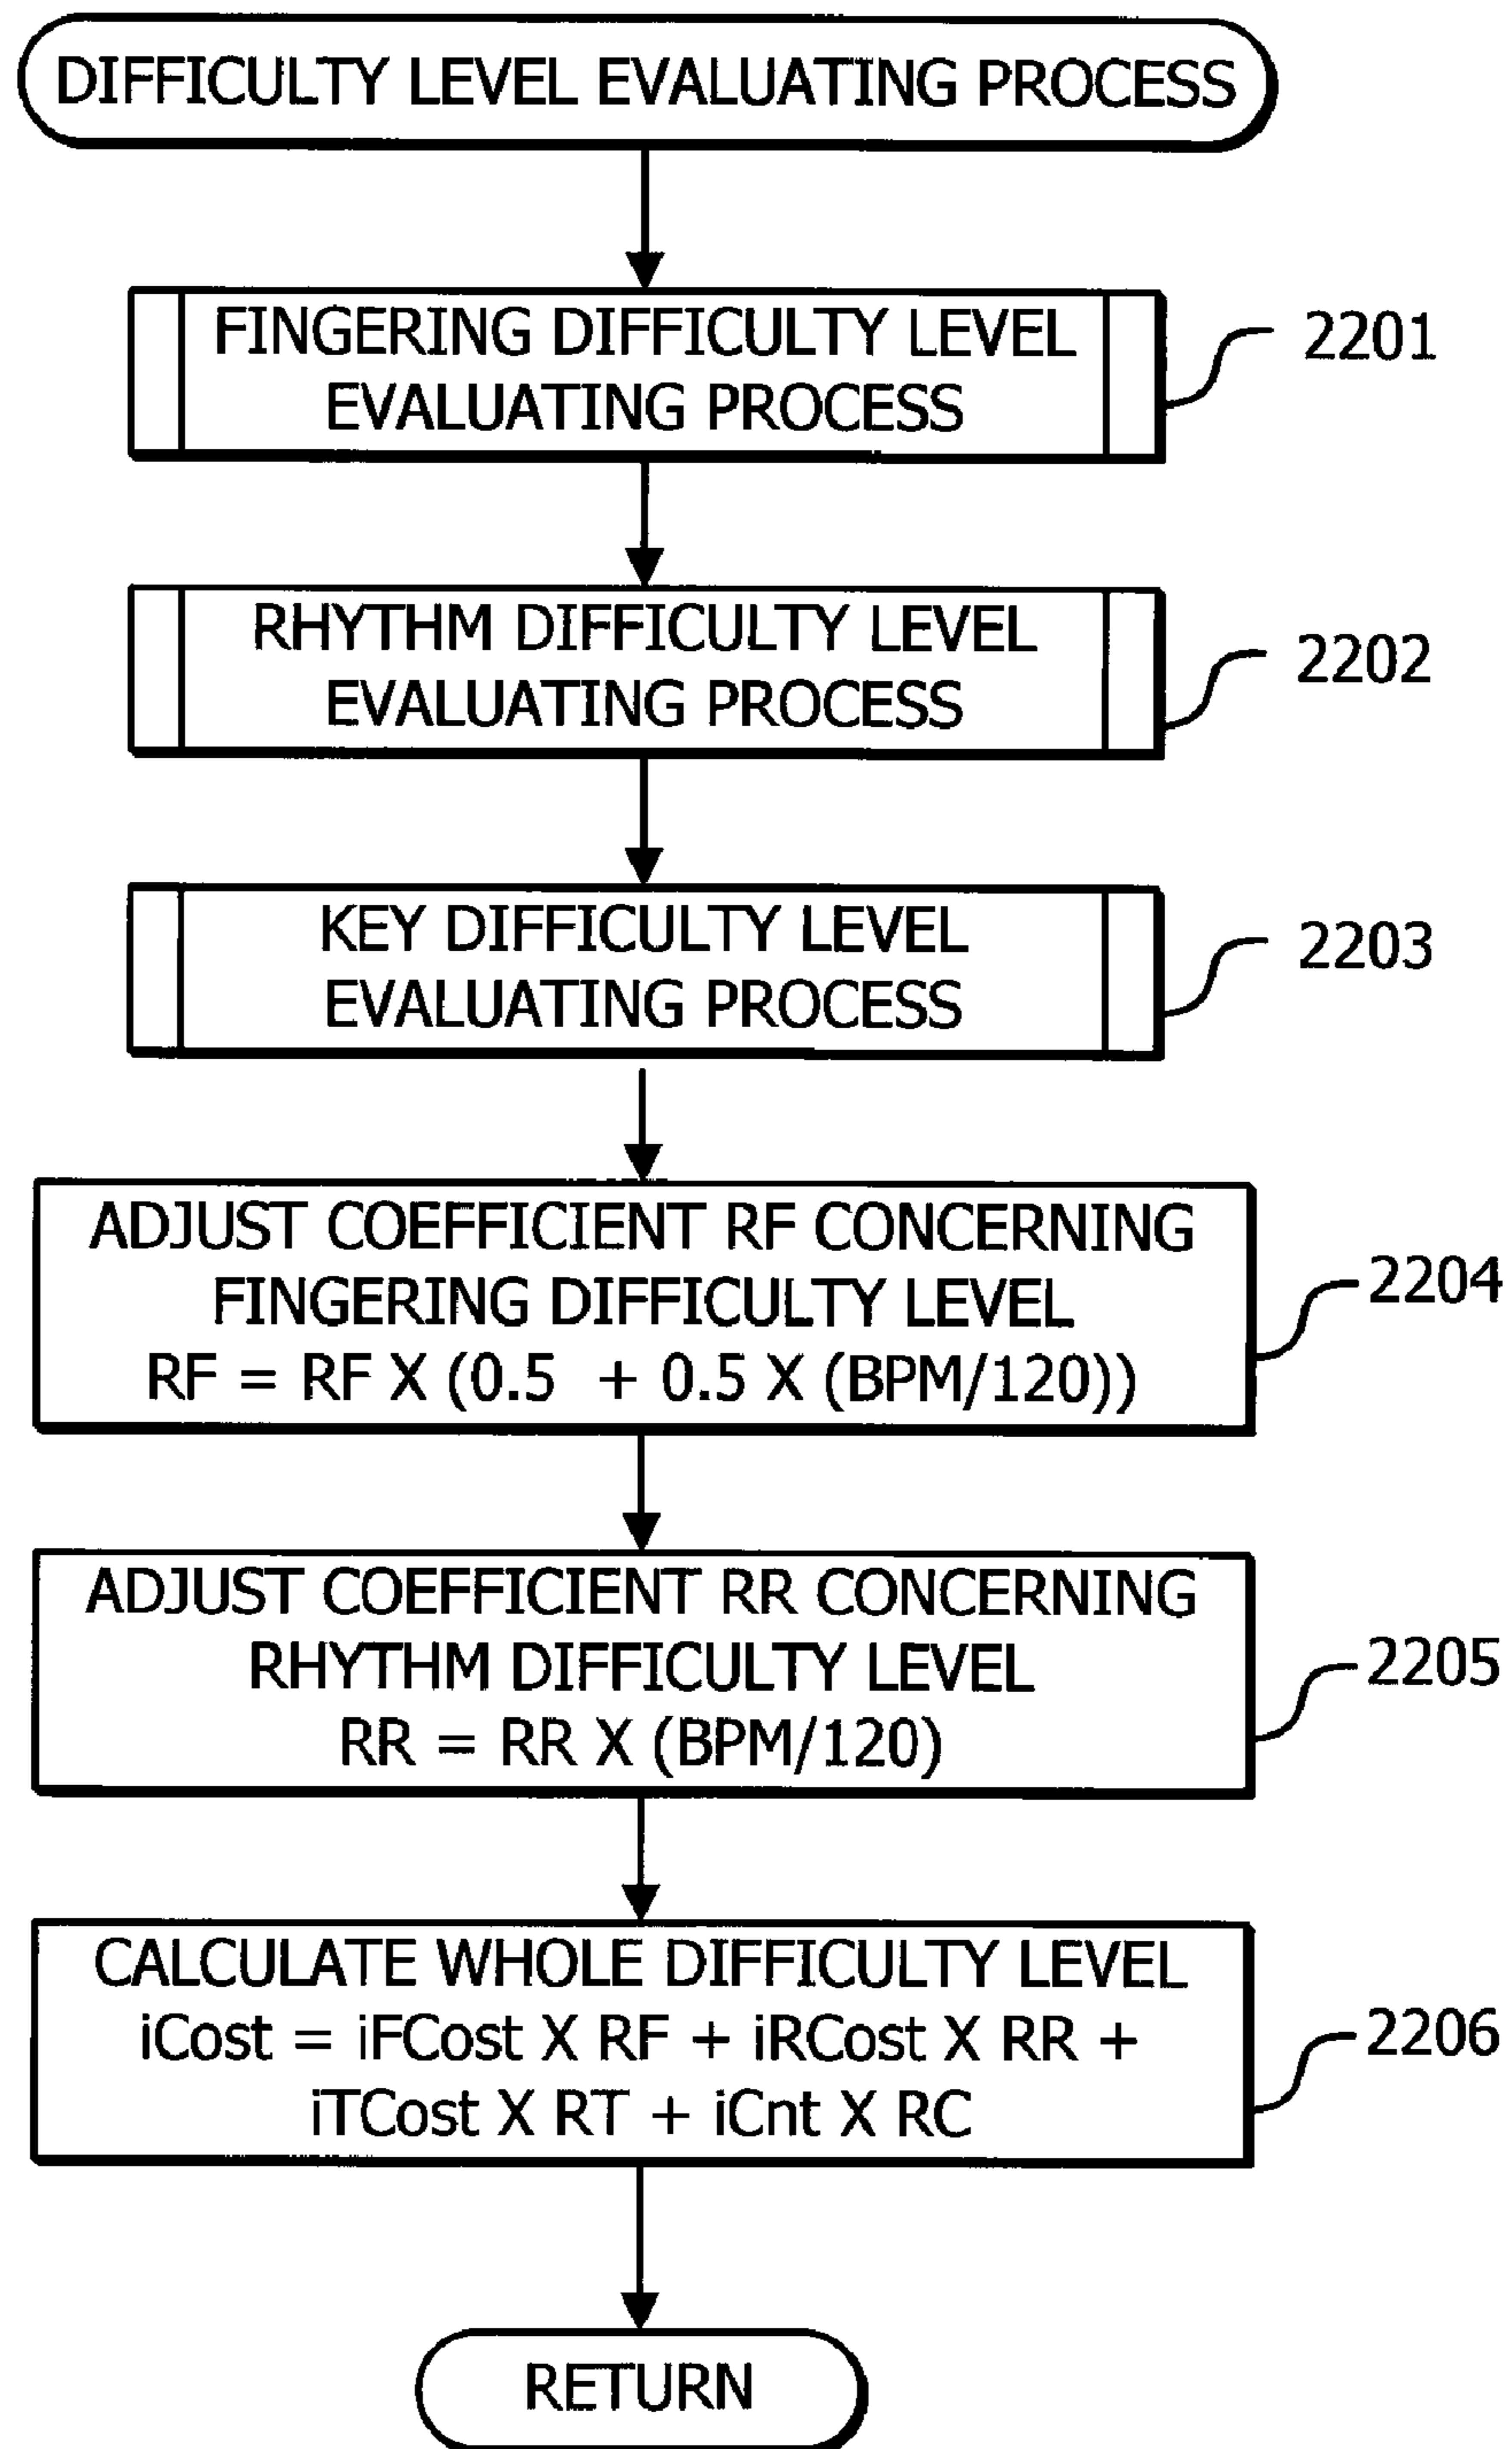 DIFFICULTY LEVEL EVALUATING PROCESS
FINGERING DIFFICULTY LEVEL
EVALUATING PROCESS
2201
RHYTHM DIFFICULTY LEVEL
EVALUATING PROCESS
2202
KEY DIFFICULTY LEVEL
EVALUATING PROCESS
2203
ADJUST COEFFICIENT RF CONCERNING
FINGERING DIFFICULTY LEVEL
RF = RF X (0.5 + 0.5 X (BPM/120))
2204
ADJUST COEFFICIENT RR CONCERNING
RHYTHM DIFFICULTY LEVEL
RR = RR X (BPM/120)
2205
CALCULATE WHOLE DIFFICULTY LEVEL
iCost = iFCost X RF + iRCost X RR +
iTCost X RT + iCnt X RC
2206
RETURN